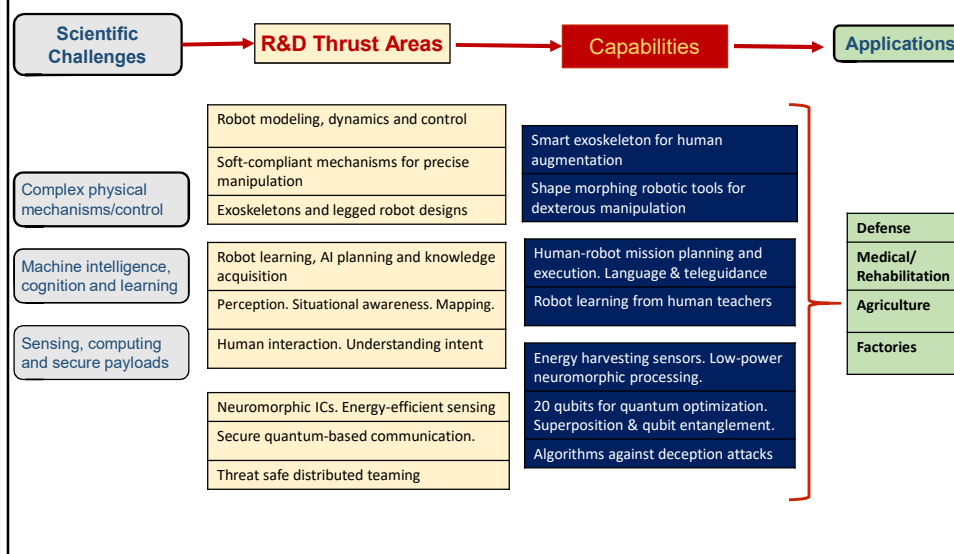 Scientific
Challenges
R&D Thrust Areas
Capabilities
Applications
Complex physical
mechanisms/control
Machine intelligence,
cognition and learning
Sensing, computing
and secure payloads
Robot modeling, dynamics and control
Soft-compliant mechanisms for precise
manipulation
Exoskeletons and legged robot designs
Robot learning, AI planning and knowledge
acquisition
Perception. Situational awareness. Mapping.
Human interaction. Understanding intent
Neuromorphic ICs. Energy-efficient sensing
Secure quantum-based communication.
Threat safe distributed teaming
Smart exoskeleton for human
augmentation
Shape morphing robotic tools for
dexterous manipulation
Human-robot mission planning and
execution. Language & teleguidance
Robot learning from human teachers
Energy harvesting sensors. Low-power
neuromorphic processing.
20 qubits for quantum optimization.
Superposition & qubit entanglement.
Algorithms against deception attacks
Defense
Medical/
Rehabilitation
Agriculture
Factories